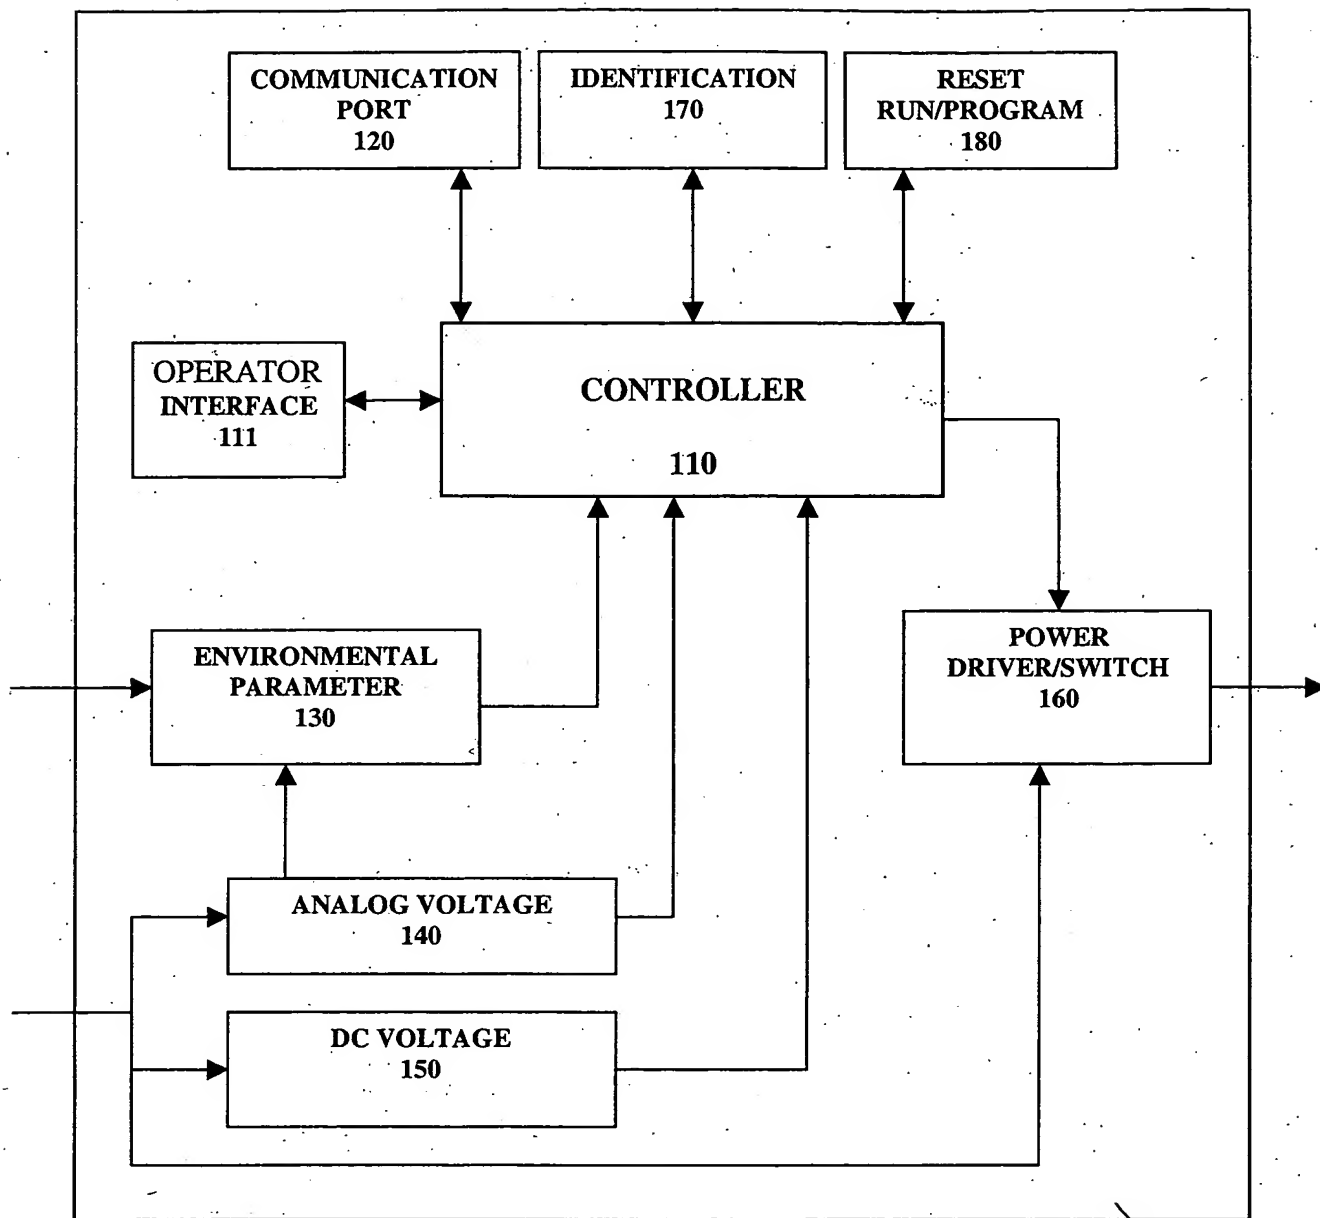 COMMUNICATION
PORT
120
IDENTIFICATION
170
RESET
RUN/PROGRAM
180
OPERATOR
INTERFACE
111
CONTROLLER
110
ENVIRONMENTAL
PARAMETER
130
POWER
DRIVER/SWITCH
160
ANALOG VOLTAGE
140
DC VOLTAGE
150